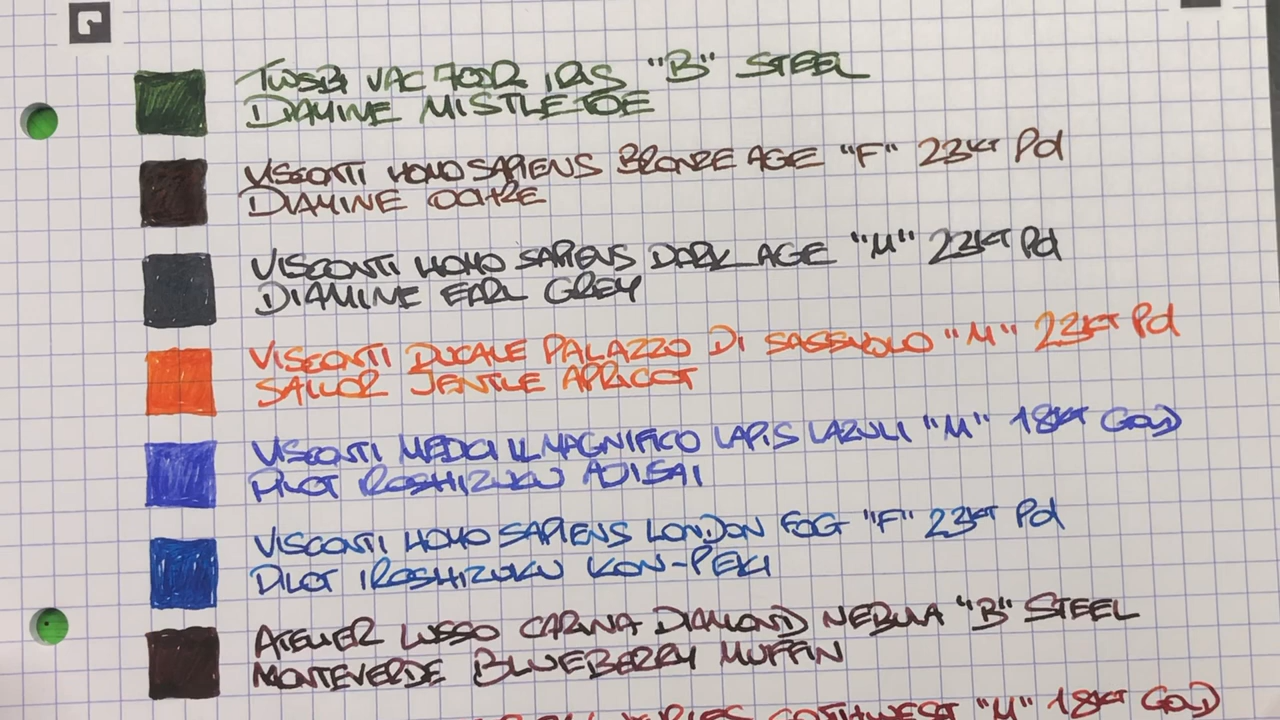 TWSBI VAC 700R IRIS "B" STEEL
DIAMINE MISTLETOE
VISCONTI HOMO SAPIENS BRONZE AGE "F" 23KT Pd
DIAMINE OCHRE
VISCONTI HOMO SAPIENS DARK AGE "M" 23KT Pd
DIAMINE EARL GREY
VISCONTI DUCALE PALAZZO DI SASSUOLO "M" 23KT Pd
SAILOR JENTLE APRICOT
VISCONTI MEDICI IL MAGNIFICO LAPIS LAZULI "M" 18KT GOLD
PILOT IROSHIZUKU AJISAI
VISCONTI HOMO SAPIENS LONDON FOG "F" 23KT Pd
PILOT IROSHIZUKU KON-PEKI
ATELIER LUSSO CARINA DIAMOND NEBULA "B" STEEL
MONTEVERDE BLUEBERRY MUFFIN
"M" 18KT GOLD